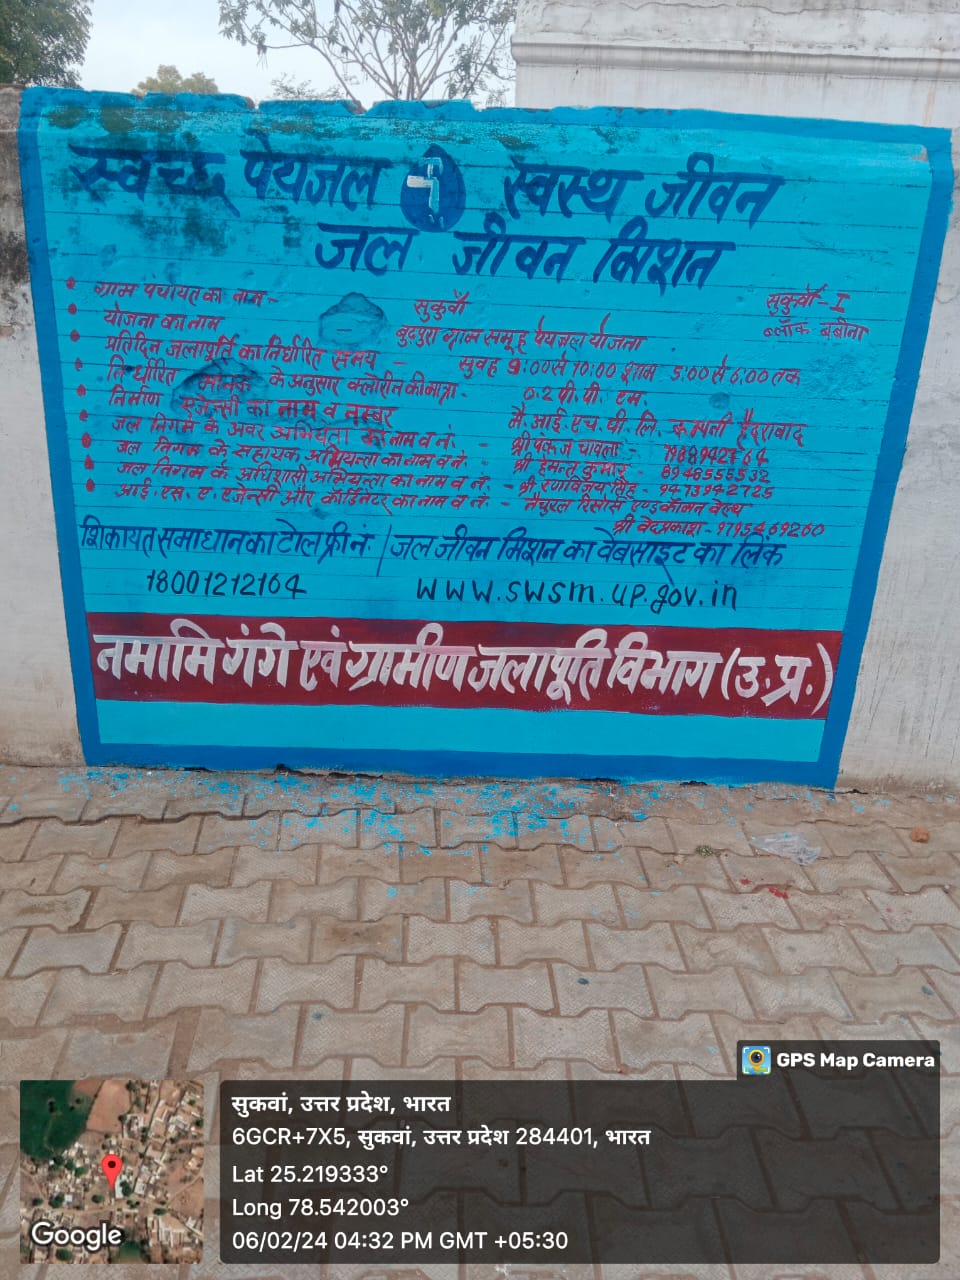 स्वच्छ पेयजल स्वस्थ जीवन
जल जीवन मिशन
ग्राम पंचायत का नाम - सुकुवाँ सुकुवाँ-I
योजना का नाम बुदपुरा ग्राम समूह पेयजल योजना ब्लॉक बबीना
प्रतिदिन जलापूर्ति का निर्धारित समय - सुवह 9:00 से 10:00 शाम 5:00 से 6:00 तक
निर्धारित मानक के अनुसार क्लोरीन की मात्रा - 0.2 पी. पी. एम.
निर्माण एजेन्सी का नाम व नम्बर मै. आई. एच. पी. लि. कम्पनी हैदराबाद
जल निगम के अवर अभियंता का नाम व नं. - श्री पंकज चावला -
जल निगम के सहायक अभियन्ता का नाम व नं. - श्री हेमन्त कुमार - 8948555532
जल निगम के अधिशासी अभियन्ता का नाम व नं - श्री रणविजय सिंह - 9473942725
आई. एस. ए. एजेन्सी और कॉर्डिनेटर का नाम व नं - नैचुरल रिसोर्स एण्ड कॉमन वेल्थ
श्री वेदप्रकाश - 9795469260
शिकायत समाधान का टोल फ्री नं. / जल जीवन मिशन का वेबसाइट का लिंक
18001212164 www.swsm.up.gov.in
नमामि गंगे एवं ग्रामीण जलापूर्ति विभाग (उ.प्र.)
GPS Map Camera
सुकवां, उत्तर प्रदेश, भारत
6GCR+7X5, सुकवां, उत्तर प्रदेश 284401, भारत
Lat 25.219333°
Long 78.542003°
06/02/24 04:32 PM GMT +05:30
Google